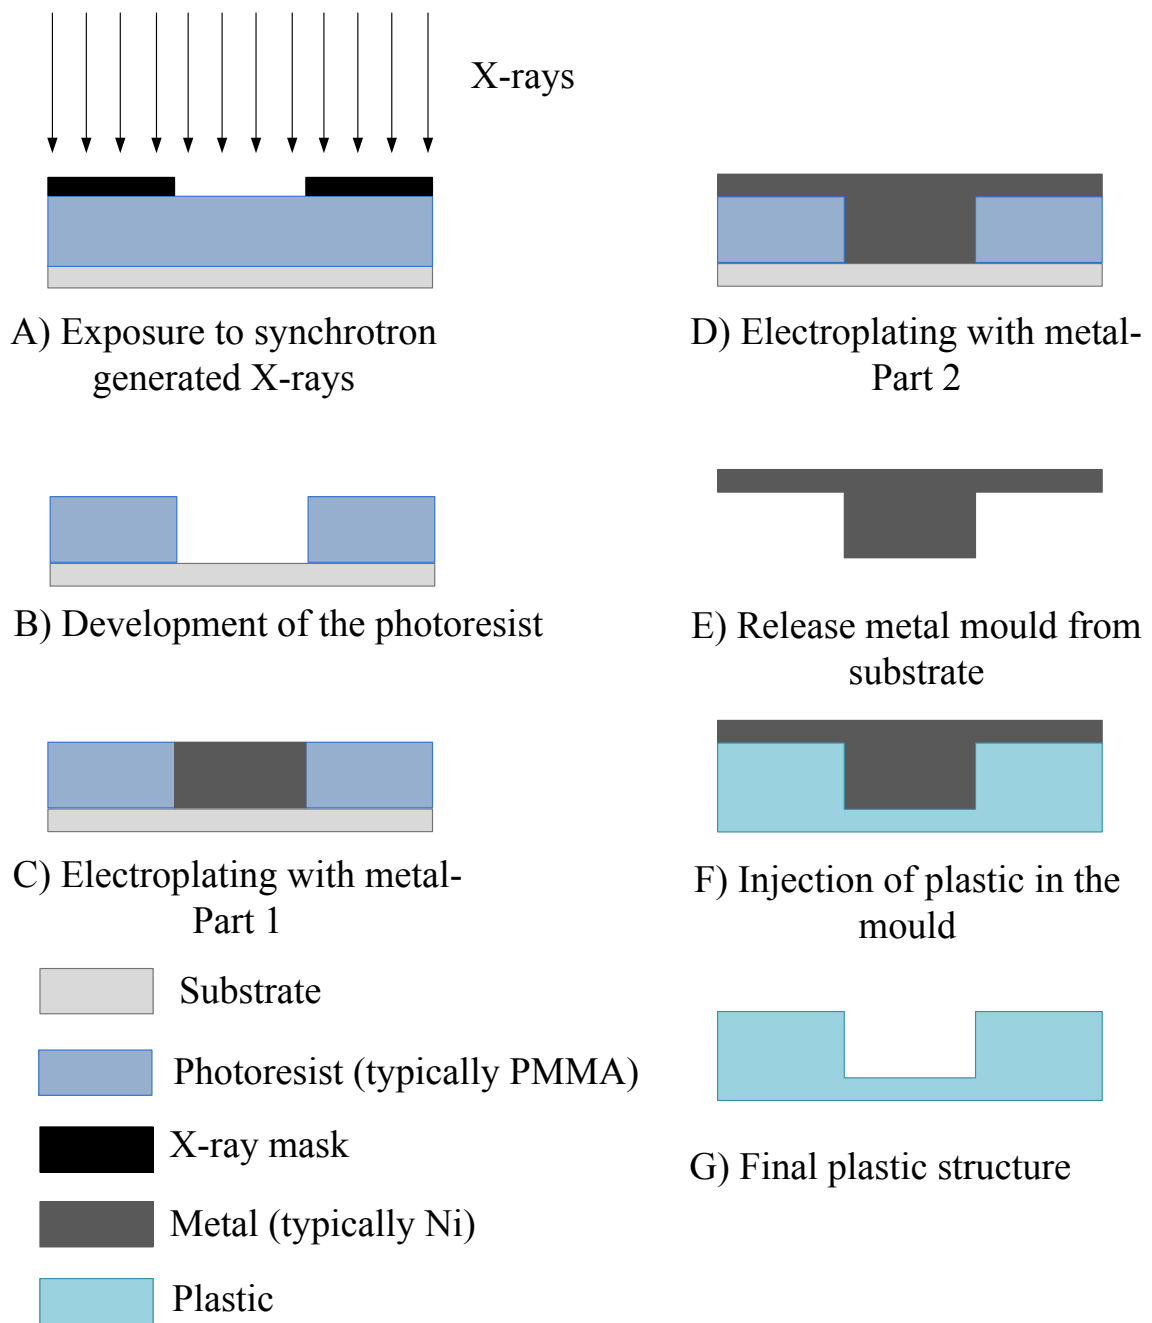 X-rays
A) Exposure to synchrotron
generated X-rays
B) Development of the photoresist
C) Electroplating with metal-
Part 1
D) Electroplating with metal-
Part 2
E) Release metal mould from
substrate
F) Injection of plastic in the
mould
G) Final plastic structure
Substrate
Photoresist (typically PMMA)
X-ray mask
Metal (typically Ni)
Plastic